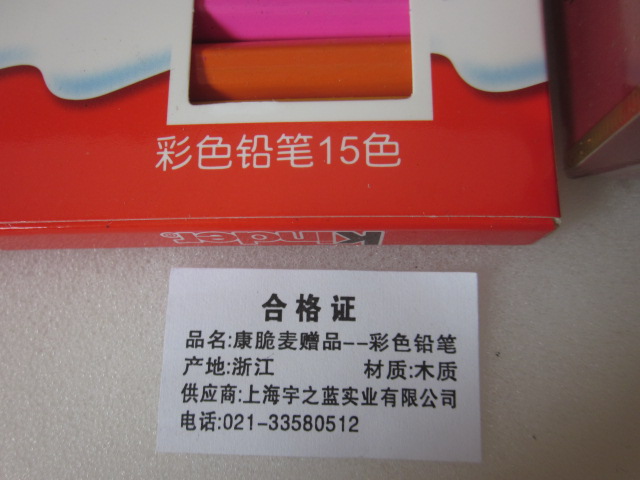 彩色铅笔15色
Kinder®
合格证
品名:康脆麦赠品--彩色铅笔
产地:浙江 材质:木质
供应商:上海宇之蓝实业有限公司
电话:021-33580512